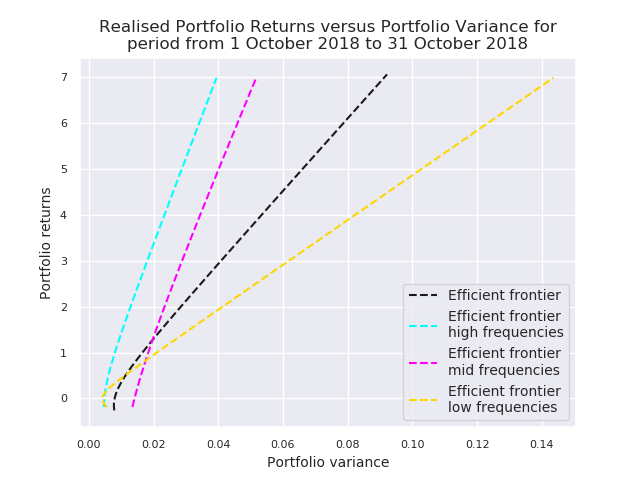 Realised Portfolio Returns versus Portfolio Variance for
period from 1 October 2018 to 31 October 2018
Portfolio returns
7
6
5
4
3
2
1
0
0.00 0.02 0.04 0.06 0.08 0.10 0.12 0.14
Portfolio variance
Efficient frontier
Efficient frontier
high frequencies
Efficient frontier
mid frequencies
Efficient frontier
low frequencies